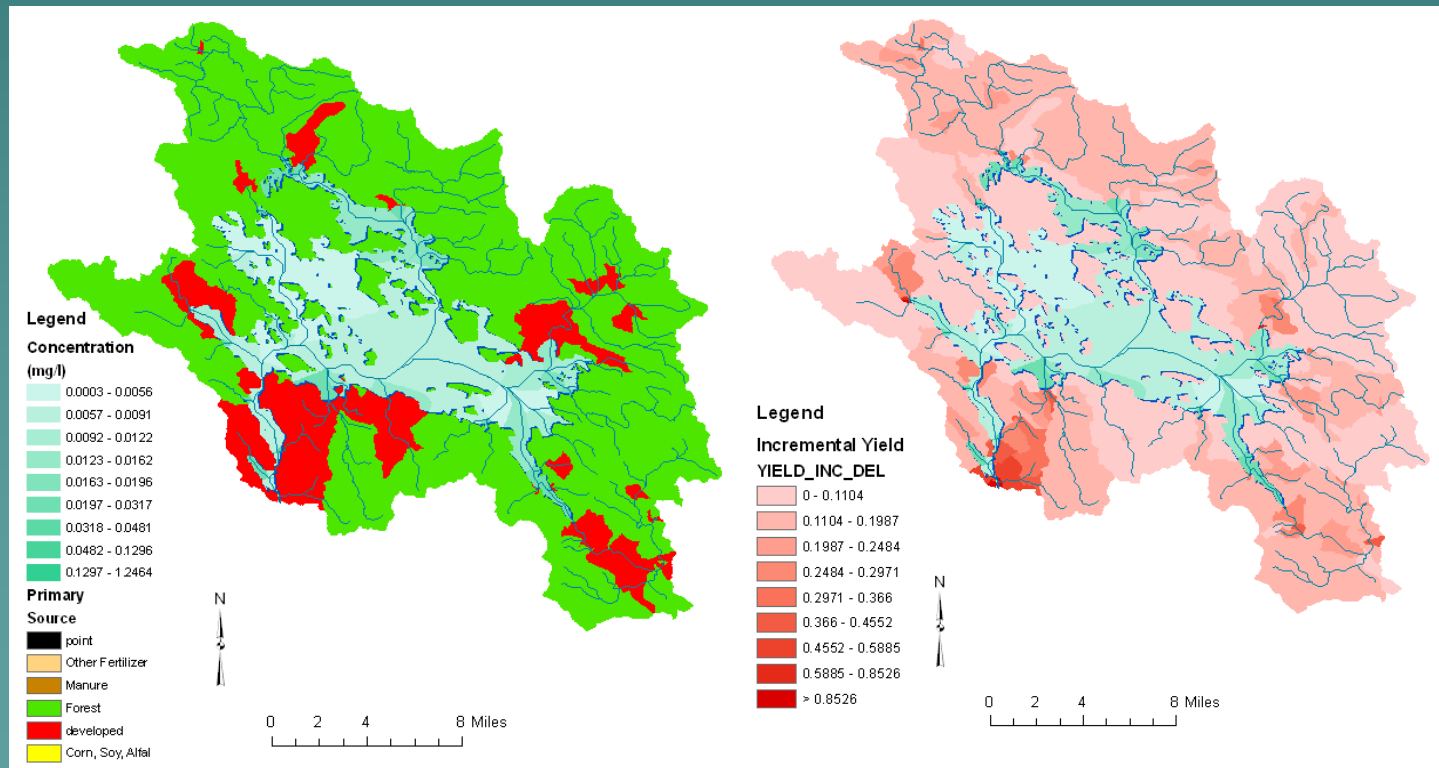 Legend
Concentration
(mg/l)
0.0003 - 0.0056
0.0057 - 0.0091
0.0092 - 0.0122
0.0123 - 0.0162
0.0163 - 0.0196
0.0197 - 0.0317
0.0318 - 0.0481
0.0482 - 0.1296
0.1297 - 1.2464
Primary
Source
point
Other Fertilizer
Manure
Forest
developed
Corn, Soy, Alfal
N
0 2 4 8 Miles
Legend
Incremental Yield
YIELD_INC_DEL
0 - 0.1104
0.1104 - 0.1987
0.1987 - 0.2484
0.2484 - 0.2971
0.2971 - 0.366
0.366 - 0.4552
0.4552 - 0.5885
0.5885 - 0.8526
> 0.8526
N
0 2 4 8 Miles